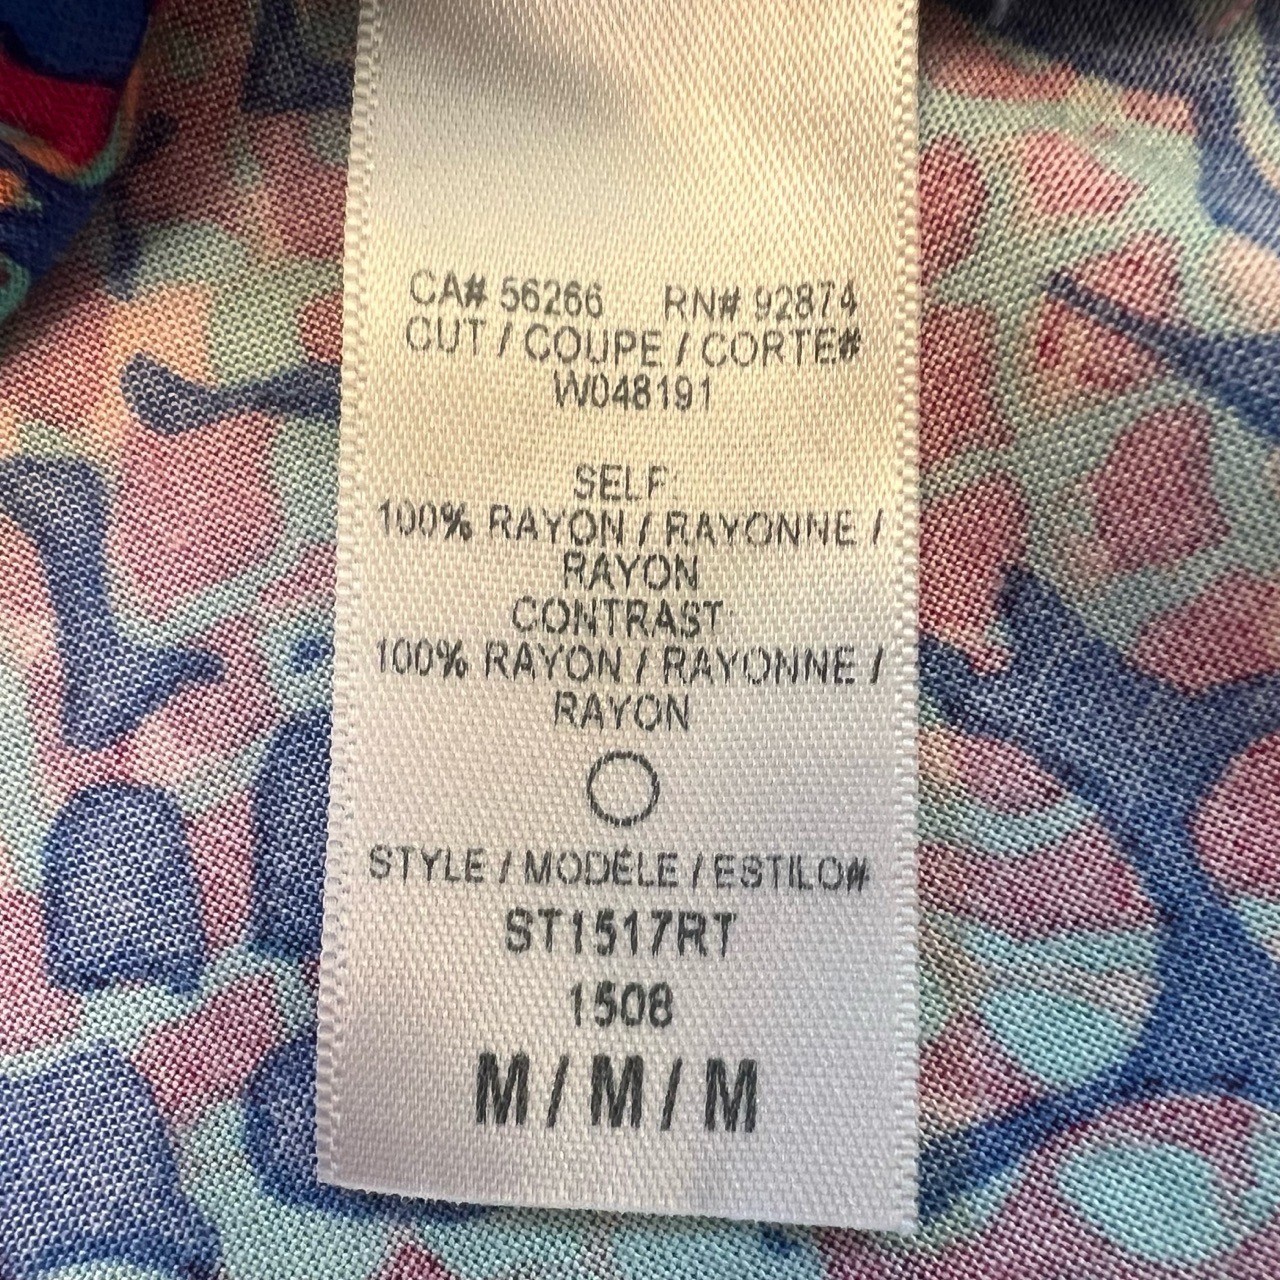 CA# 56266 RN# 92874
CUT / COUPE / CORTE#
W048191
SELF:
100% RAYON / RAYONNE /
RAYON
CONTRAST:
100% RAYON / RAYONNE /
RAYON
STYLE / MODÈLE / ESTILO#
ST1517RT
1508
M / M / M